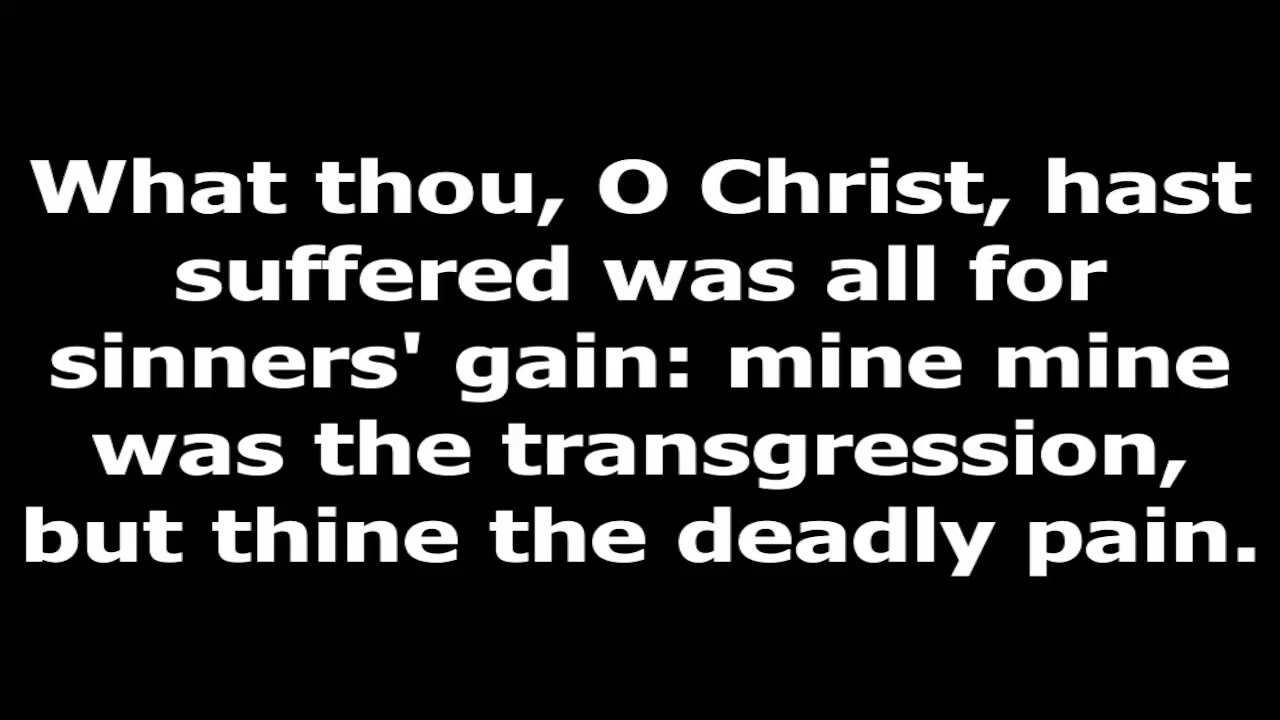 What thou, O Christ, hast
suffered was all for
sinners' gain: mine mine
was the transgression,
but thine the deadly pain.